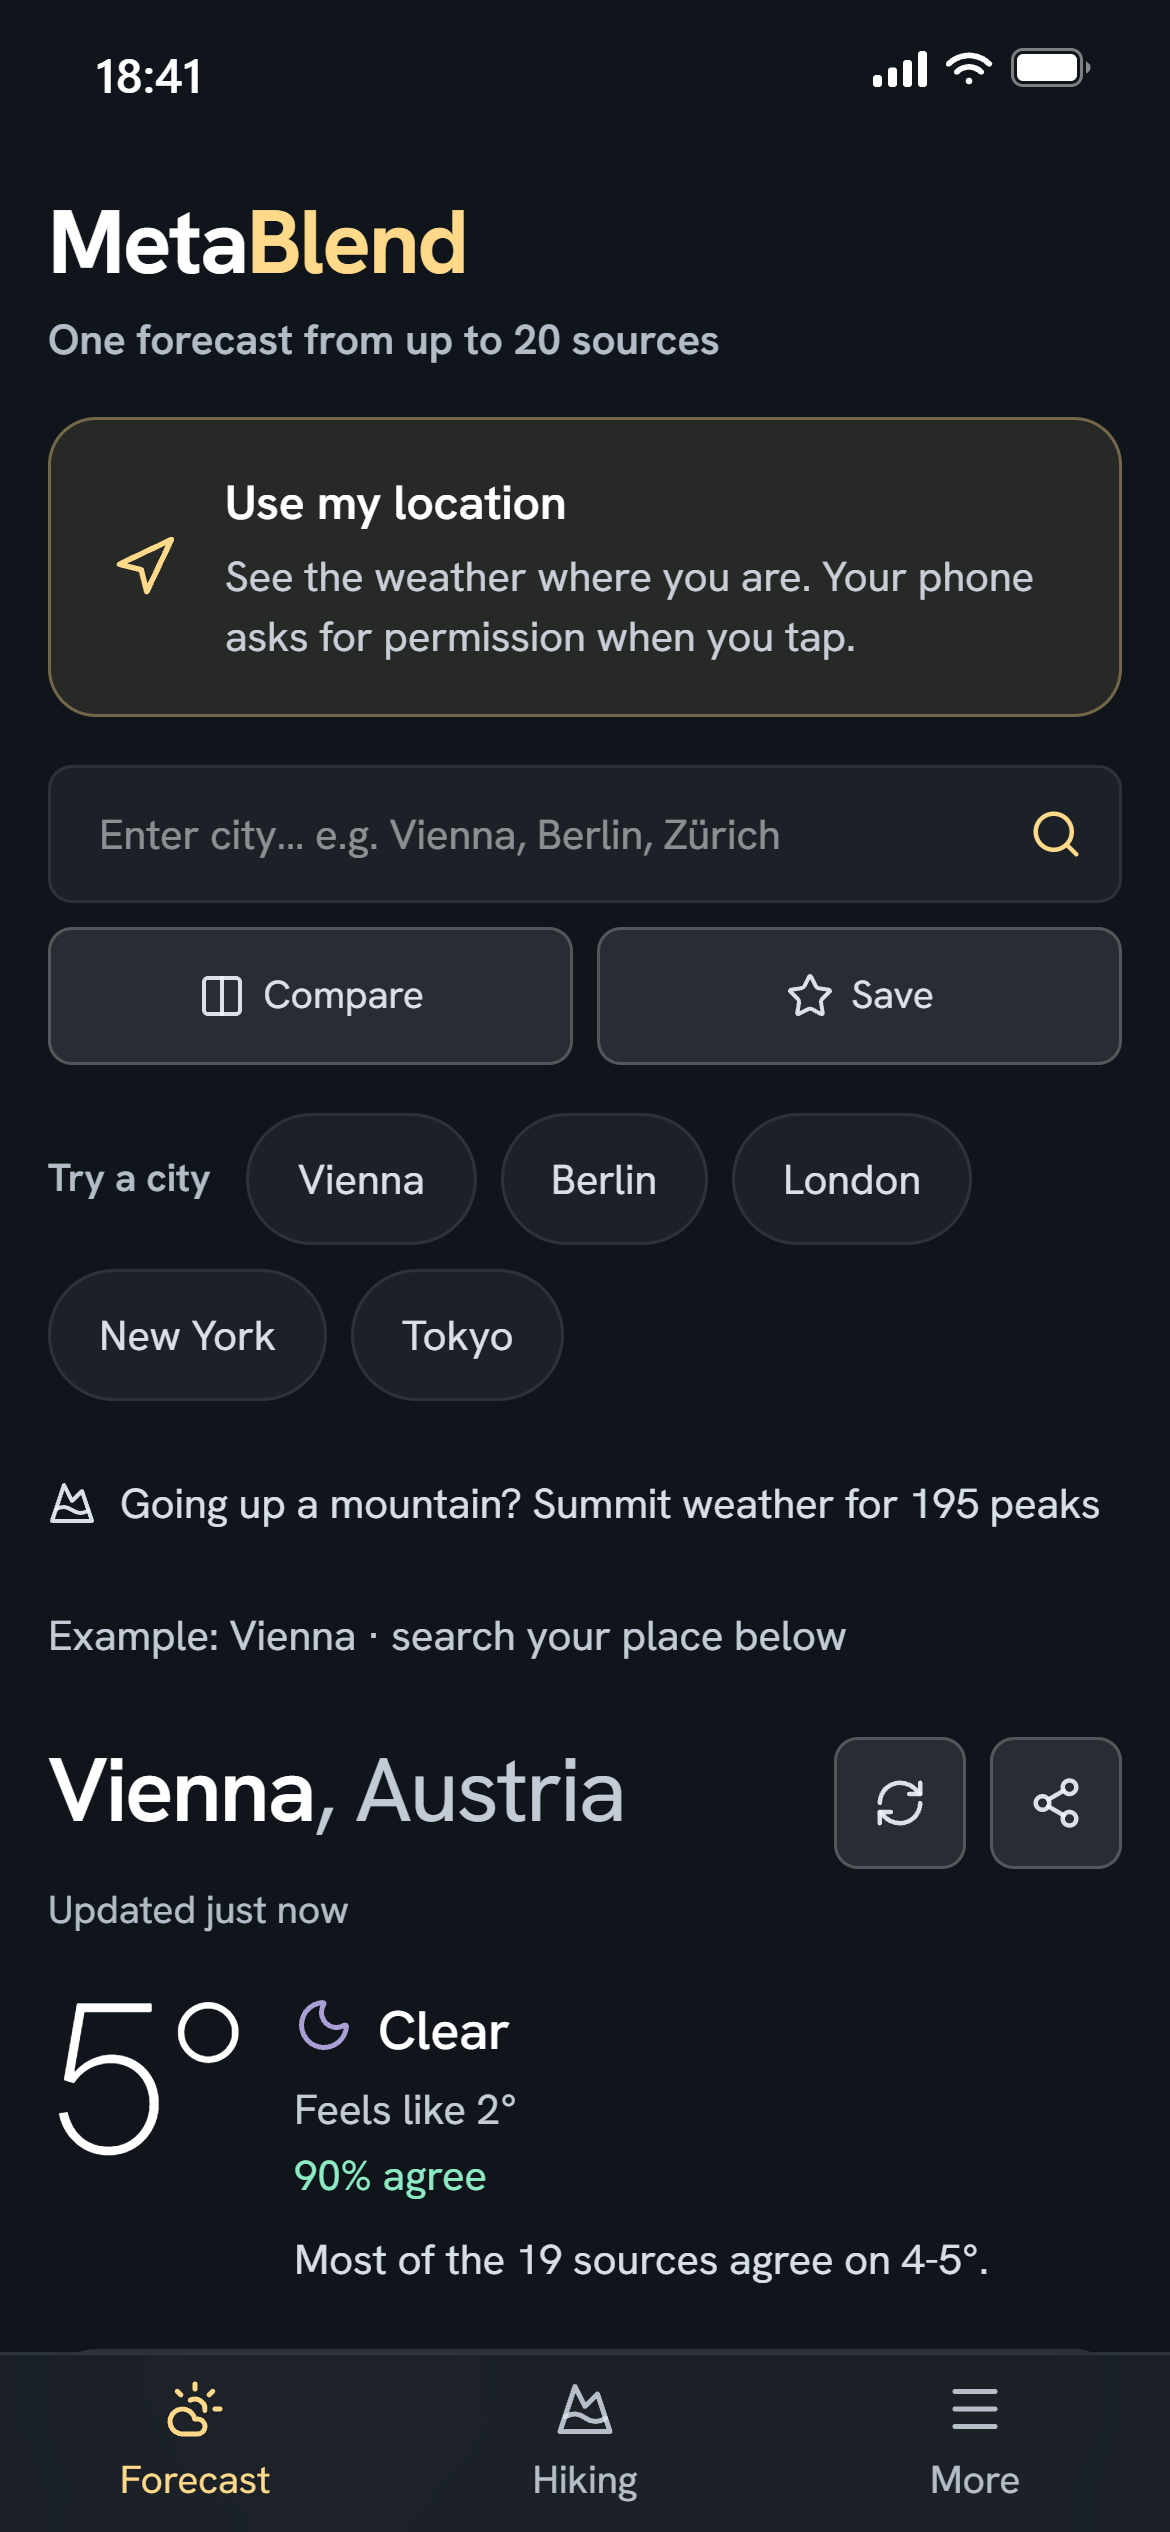 18:41
MetaBlend
One forecast from up to 20 sources
Use my location
See the weather where you are. Your phone
asks for permission when you tap.
Enter city... e.g. Vienna, Berlin, Zürich
Compare
Save
Try a city
Vienna
Berlin
London
New York
Tokyo
Going up a mountain? Summit weather for 195 peaks
Example: Vienna · search your place below
Vienna, Austria
Updated just now
5°
Clear
Feels like 2°
90% agree
Most of the 19 sources agree on 4-5°.
Forecast
Hiking
More